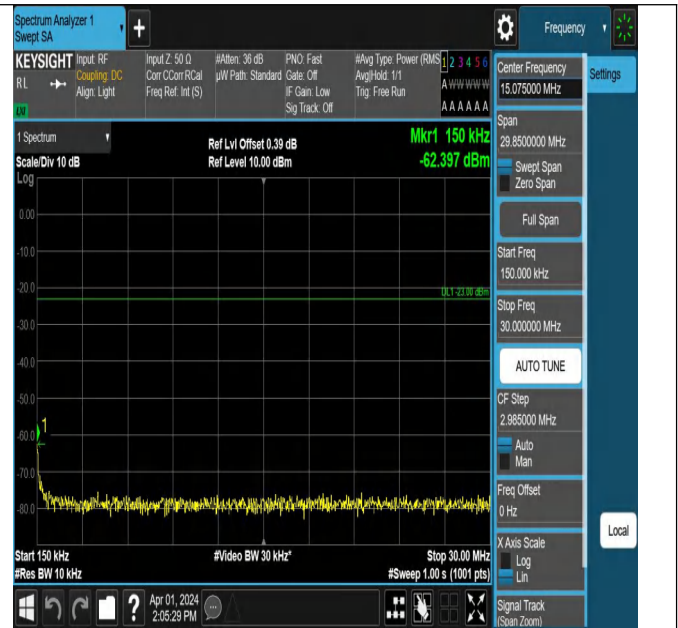 Spectrum Analyzer 1
Swept SA
+
Frequency
KEYSIGHT
RL
Input: RF
Coupling: DC
Align: Light
Input Z: 50 Ω
Corr CCorr RCal
Freq Ref: Int (S)
#Atten: 36 dB
µW Path: Standard
PNO: Fast
Gate: Off
IF Gain: Low
Sig Track: Off
#Avg Type: Power (RMS
Avg|Hold: 1/1
Trig: Free Run
1 2 3 4 5 6
A W W W W W
A A A A A A
1 Spectrum
Scale/Div 10 dB
Log
Ref Lvl Offset 0.39 dB
Ref Level 10.00 dBm
Mkr1 150 kHz
-62.397 dBm
0.00
-10.0
-20.0
-30.0
-40.0
-50.0
-60.0
-70.0
-80.0
DL1 -23.00 dBm
1
Start 150 kHz
#Res BW 10 kHz
#Video BW 30 kHz*
Stop 30.00 MHz
#Sweep 1.00 s (1001 pts)
Apr 01, 2024
2:05:29 PM
?
Center Frequency
15.075000 MHz
Settings
Span
29.8500000 MHz
Swept Span
Zero Span
Full Span
Start Freq
150.000 kHz
Stop Freq
30.000000 MHz
AUTO TUNE
CF Step
2.985000 MHz
Auto
Man
Freq Offset
0 Hz
X Axis Scale
Log
Lin
Local
Signal Track
(Span Zoom)